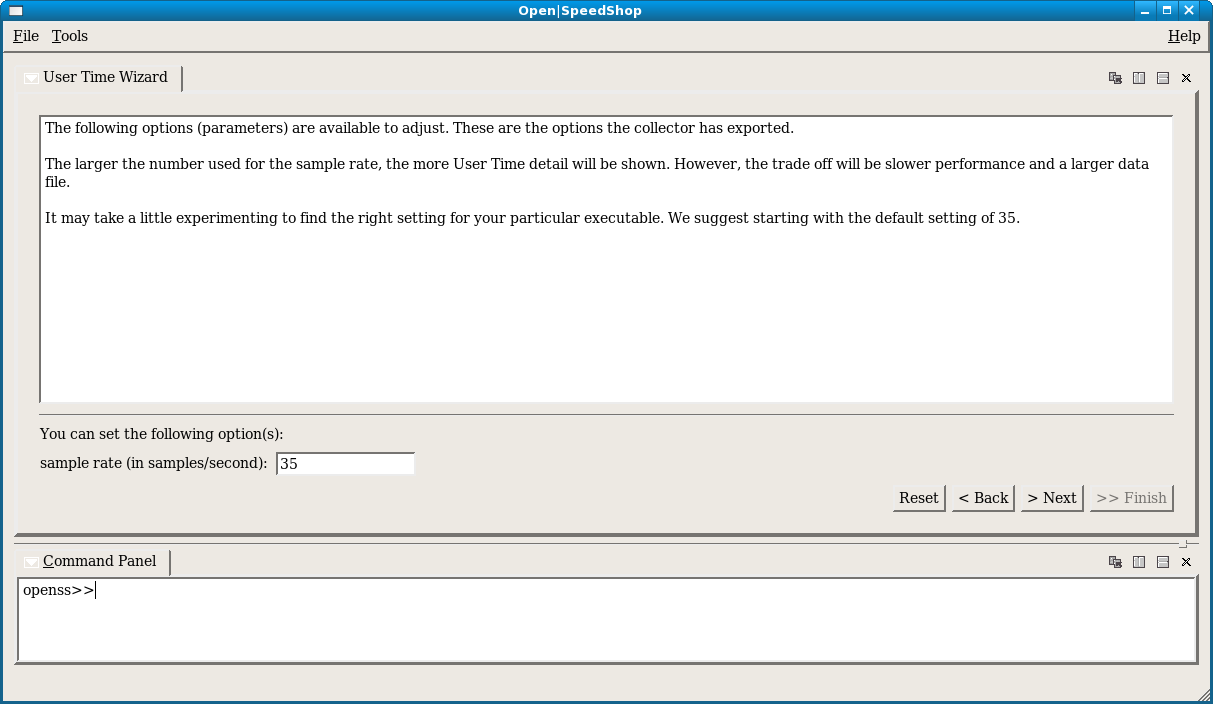 Open|SpeedShop
File Tools Help
User Time Wizard
The following options (parameters) are available to adjust. These are the options the collector has exported.
The larger the number used for the sample rate, the more User Time detail will be shown. However, the trade off will be slower performance and a larger data
file.
It may take a little experimenting to find the right setting for your particular executable. We suggest starting with the default setting of 35.
You can set the following option(s):
sample rate (in samples/second): 35
Reset < Back > Next >> Finish
Command Panel
openss>>